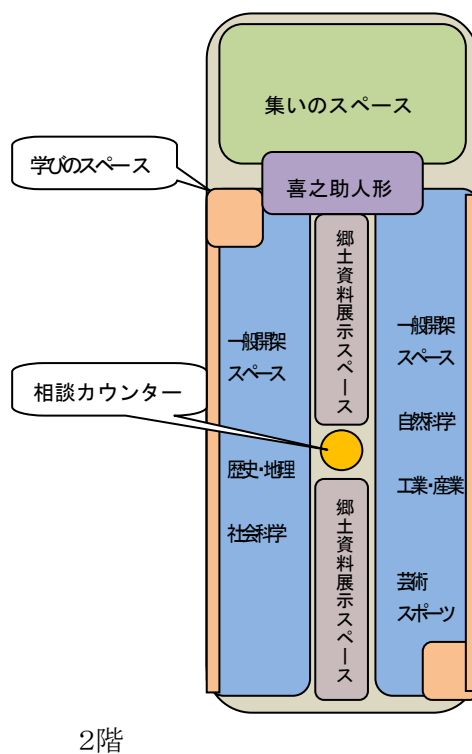 集いのスペース
学びのスペース
喜之助人形
郷土資料展示スペース
一般開架
スペース
一般開架
スペース
相談カウンター
自然科学
歴史・地理
工業・産業
社会科学
郷土資料展示スペース
芸術
スポーツ
2階